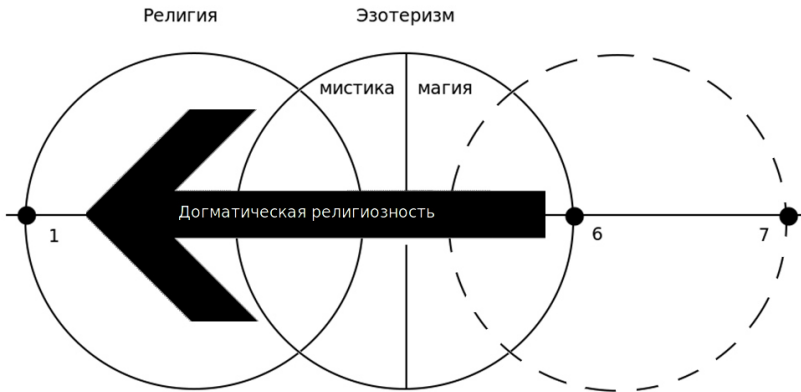 Религия
Эзотеризм
мистика
магия
Догматическая религиозность
1
6
7